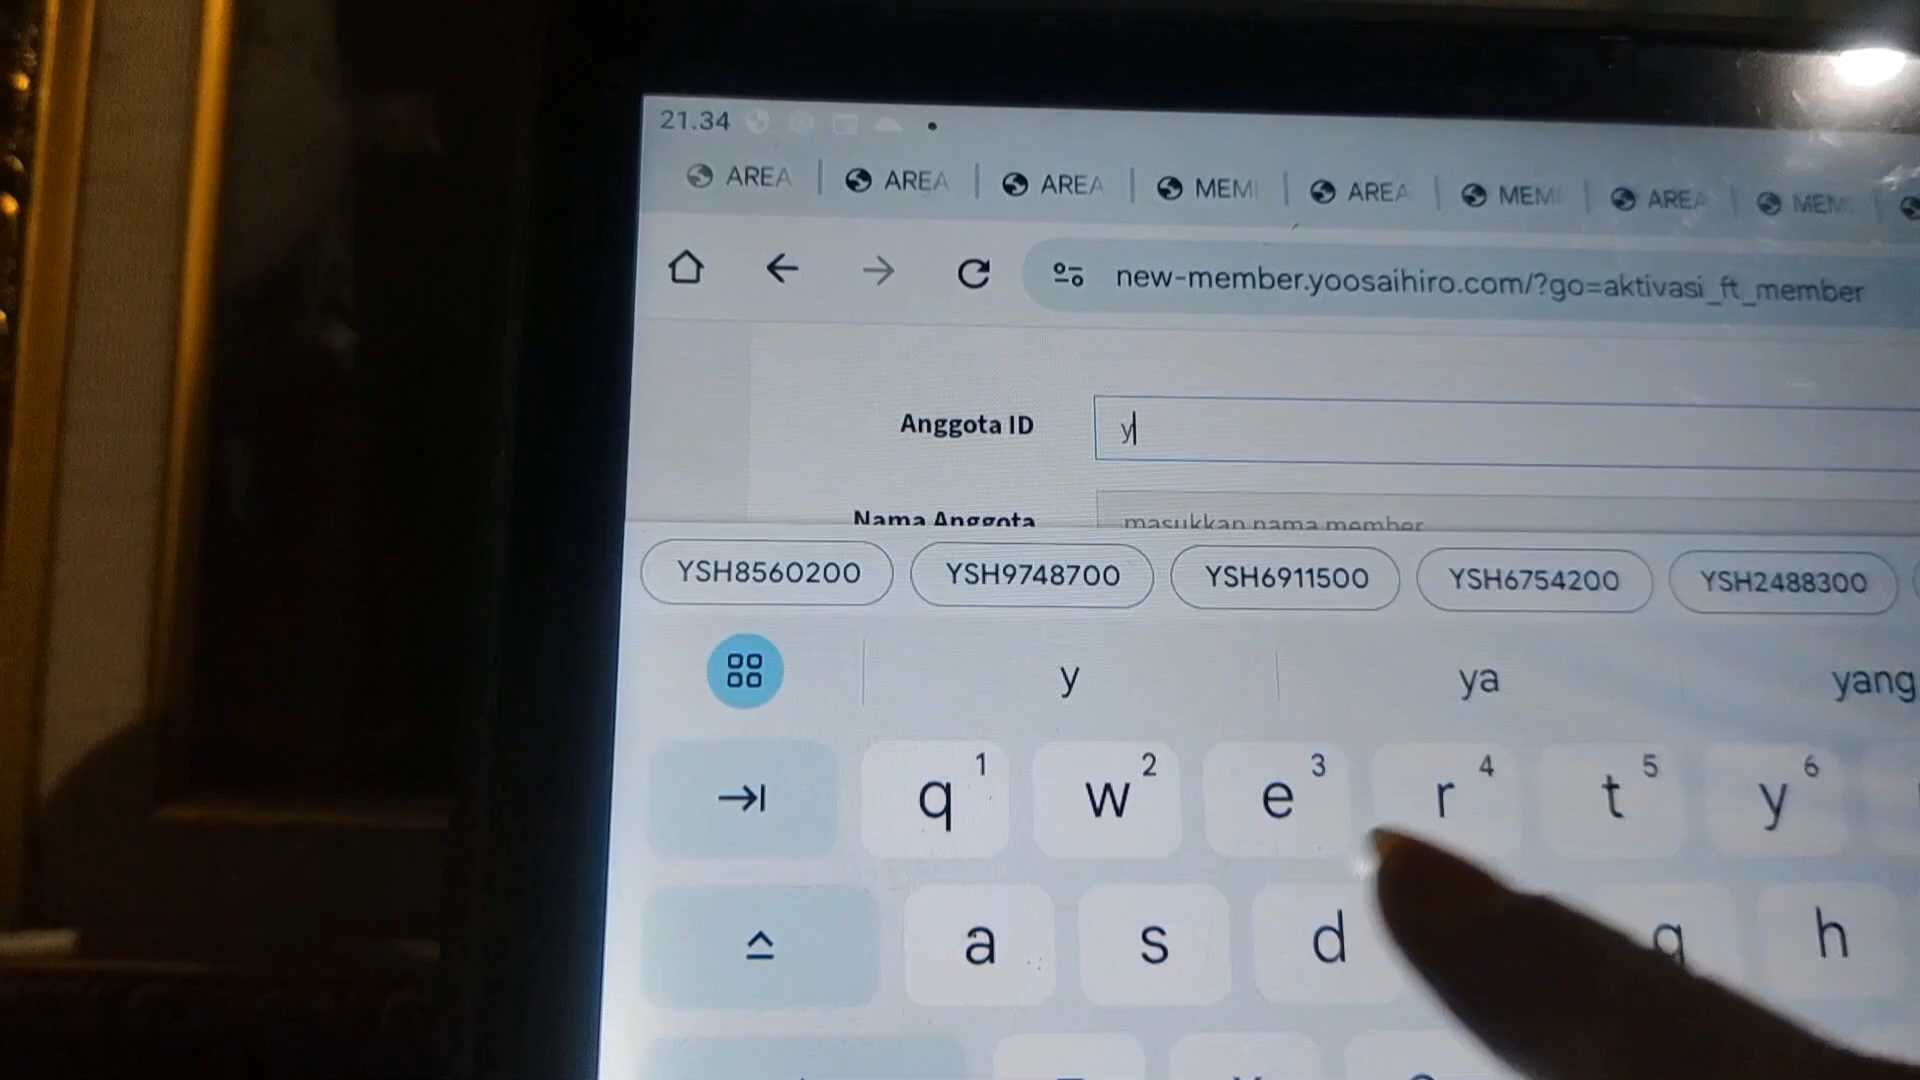 21.34
AREA AREA AREA MEM AREA MEM AREA MEM
new-member.yoosaihiro.com/?go=aktivasi_ft_member
Anggota ID y
Nama Anggota masukkan nama member
YSH8560200 YSH9748700 YSH6911500 YSH6754200 YSH2488300
y ya yang
q 1 w 2 e 3 r 4 t 5 y 6
a s d g h